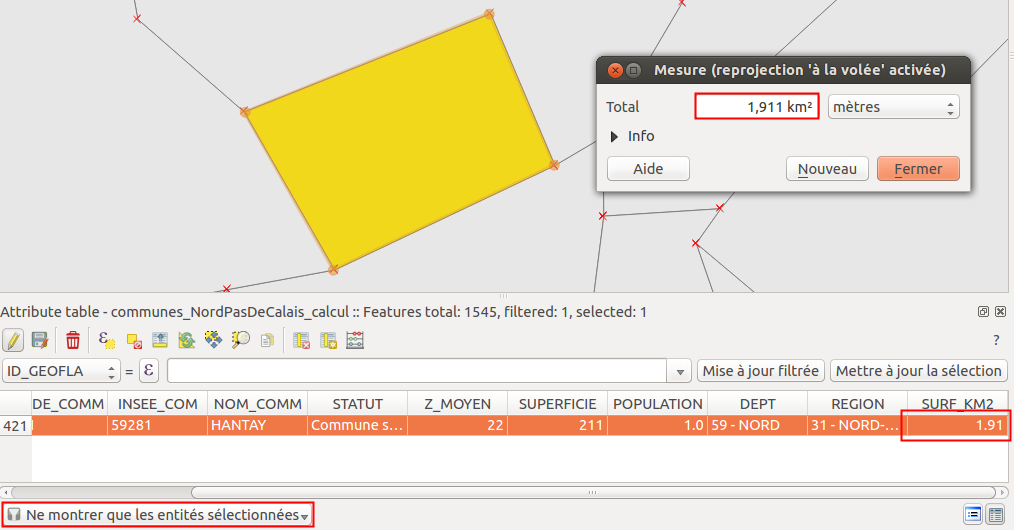 Mesure (reprojection 'à la volée' activée)
Total 1,911 km² mètres
Info
Aide Nouveau Fermer
Attribute table - communes_NordPasDeCalais_calcul :: Features total: 1545, filtered: 1, selected: 1
?
ID_GEOFLA = ε Mise à jour filtrée Mettre à jour la sélection
DE_COMM INSEE_COM NOM_COMM STATUT Z_MOYEN SUPERFICIE POPULATION DEPT REGION SURF_KM2
421 59281 HANTAY Commune s... 22 211 1.0 59 - NORD 31 - NORD-... 1.91
Ne montrer que les entités sélectionnées